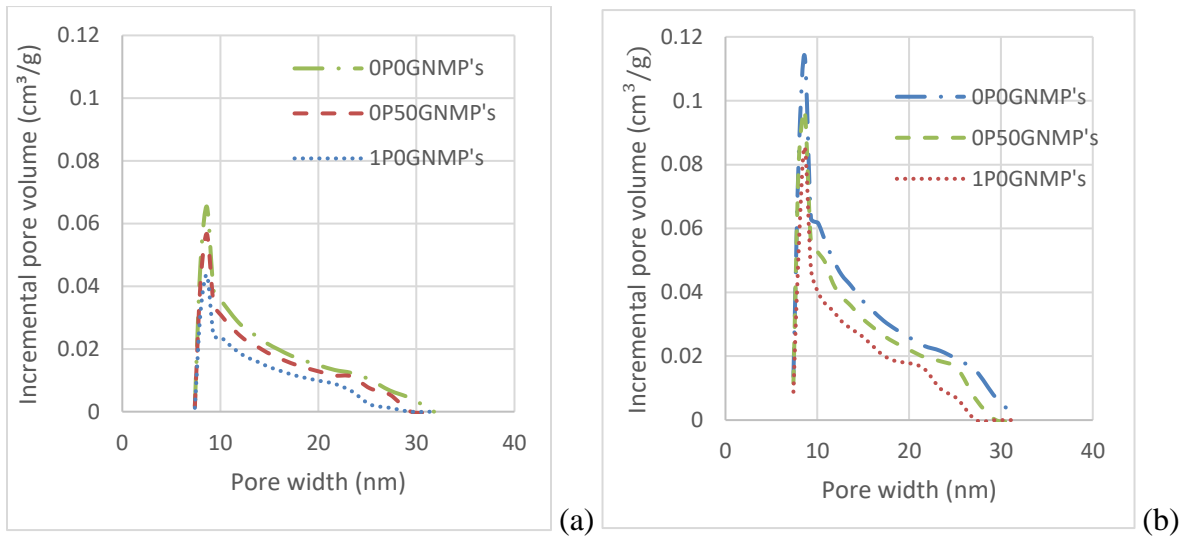 Incremental pore volume (cm³/g)
0.12
0.1
0.08
0.06
0.04
0.02
0
0P0GNMP's
0P50GNMP's
1P0GNMP's
0 10 20 30 40
Pore width (nm)
(a)
Incremental pore volume (cm³/g)
0.12
0.1
0.08
0.06
0.04
0.02
0
0P0GNMP's
0P50GNMP's
1P0GNMP's
0 10 20 30 40
Pore width (nm)
(b)